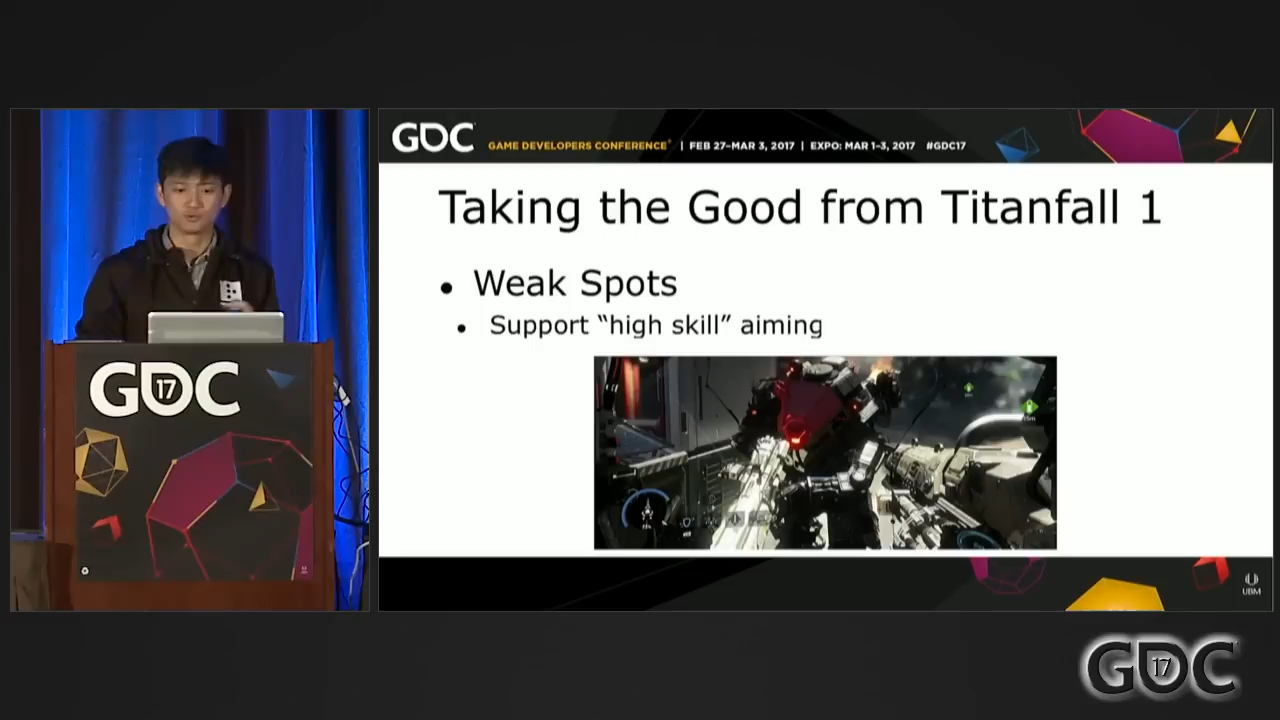 GDC
GAME DEVELOPERS CONFERENCE® | FEB 27–MAR 3, 2017 | EXPO: MAR 1–3, 2017 #GDC17
Taking the Good from Titanfall 1
• Weak Spots
• Support “high skill” aiming
GDC
17
UBM
GDC
17